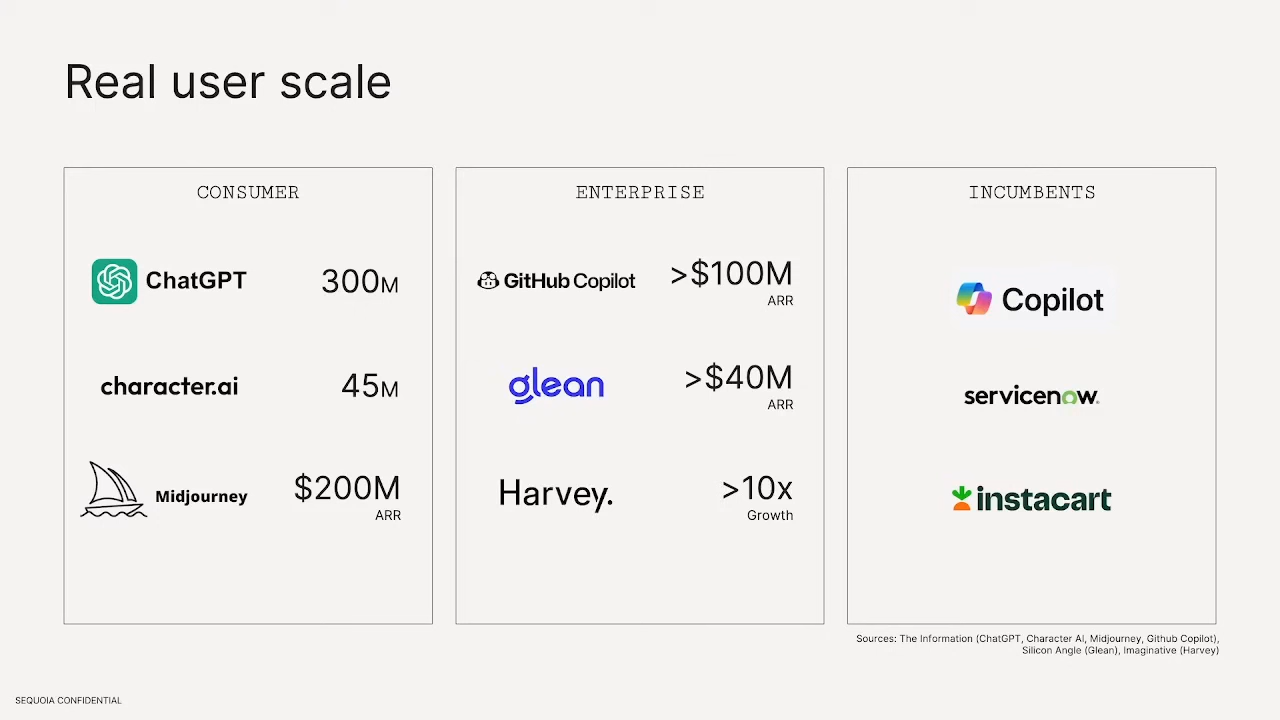 Real user scale
CONSUMER
ChatGPT 300M
character.ai 45M
Midjourney $200M
ARR
ENTERPRISE
GitHub Copilot >$100M
ARR
glean >$40M
ARR
Harvey. >10x
Growth
INCUMBENTS
Copilot
servicenow.
instacart
Sources: The Information (ChatGPT, Character AI, Midjourney, Github Copilot),
Silicon Angle (Glean), Imaginative (Harvey)
SEQUOIA CONFIDENTIAL